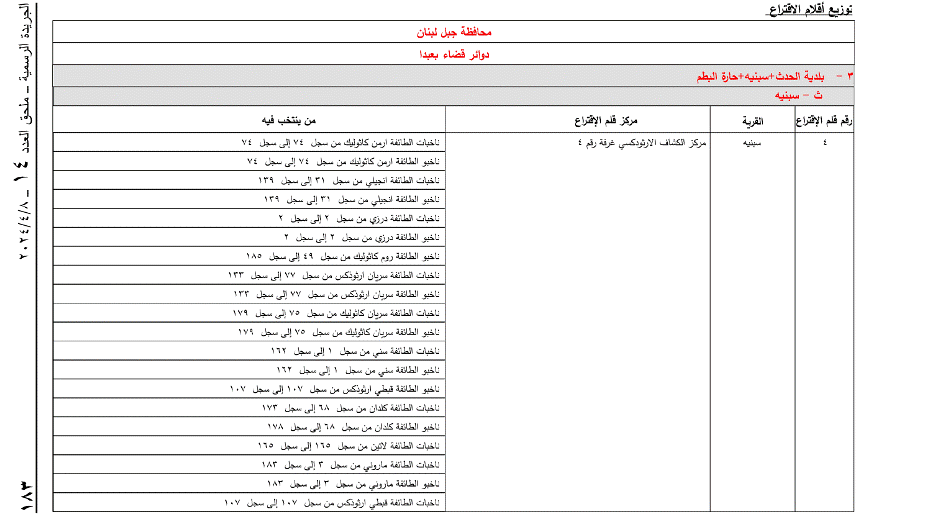 توزيع أقلام الاقتراع
محافظة جبل لبنان
دوائر قضاء بعبدا
٣ - بلدية الحدث+سبنيه+حارة البطم
ث - سبنيه
رقم قلم الإقتراع القرية مركز قلم الإقتراع من ينتخب فيه
٤ سبنيه مركز الكشاف الارثوذكسي غرفة رقم ٤ ناخبات الطائفة ارمن كاثوليك من سجل ٧٤ إلى سجل ٧٤
ناخبو الطائفة ارمن كاثوليك من سجل ٧٤ إلى سجل ٧٤
ناخبات الطائفة انجيلي من سجل ٣١ إلى سجل ١٣٩
ناخبو الطائفة انجيلي من سجل ٣١ إلى سجل ١٣٩
ناخبات الطائفة درزي من سجل ٢ إلى سجل ٢
ناخبو الطائفة درزي من سجل ٢ إلى سجل ٢
ناخبو الطائفة روم كاثوليك من سجل ٤٩ إلى سجل ١٨٥
ناخبات الطائفة سريان ارثوذكس من سجل ٧٧ إلى سجل ١٣٣
ناخبو الطائفة سريان ارثوذكس من سجل ٧٧ إلى سجل ١٣٣
ناخبات الطائفة سريان كاثوليك من سجل ٧٥ إلى سجل ١٧٩
ناخبو الطائفة سريان كاثوليك من سجل ٧٥ إلى سجل ١٧٩
ناخبات الطائفة سني من سجل ١ إلى سجل ١٦٢
ناخبو الطائفة سني من سجل ١ إلى سجل ١٦٢
ناخبو الطائفة قبطي ارثوذكس من سجل ١٠٧ إلى سجل ١٠٧
ناخبات الطائفة كلدان من سجل ٦٨ إلى سجل ١٧٣
ناخبو الطائفة كلدان من سجل ٦٨ إلى سجل ١٧٨
ناخبو الطائفة لاتين من سجل ١٦٥ إلى سجل ١٦٥
ناخبات الطائفة ماروني من سجل ٣ إلى سجل ١٨٣
ناخبو الطائفة ماروني من سجل ٣ إلى سجل ١٨٣
ناخبات الطائفة قبطي ارثوذكس من سجل ١٠٧ إلى سجل ١٠٧
الجريدة الرسمية – ملحق العدد ١٤ – ٢٠٢٤/٤/٨
١٨٣